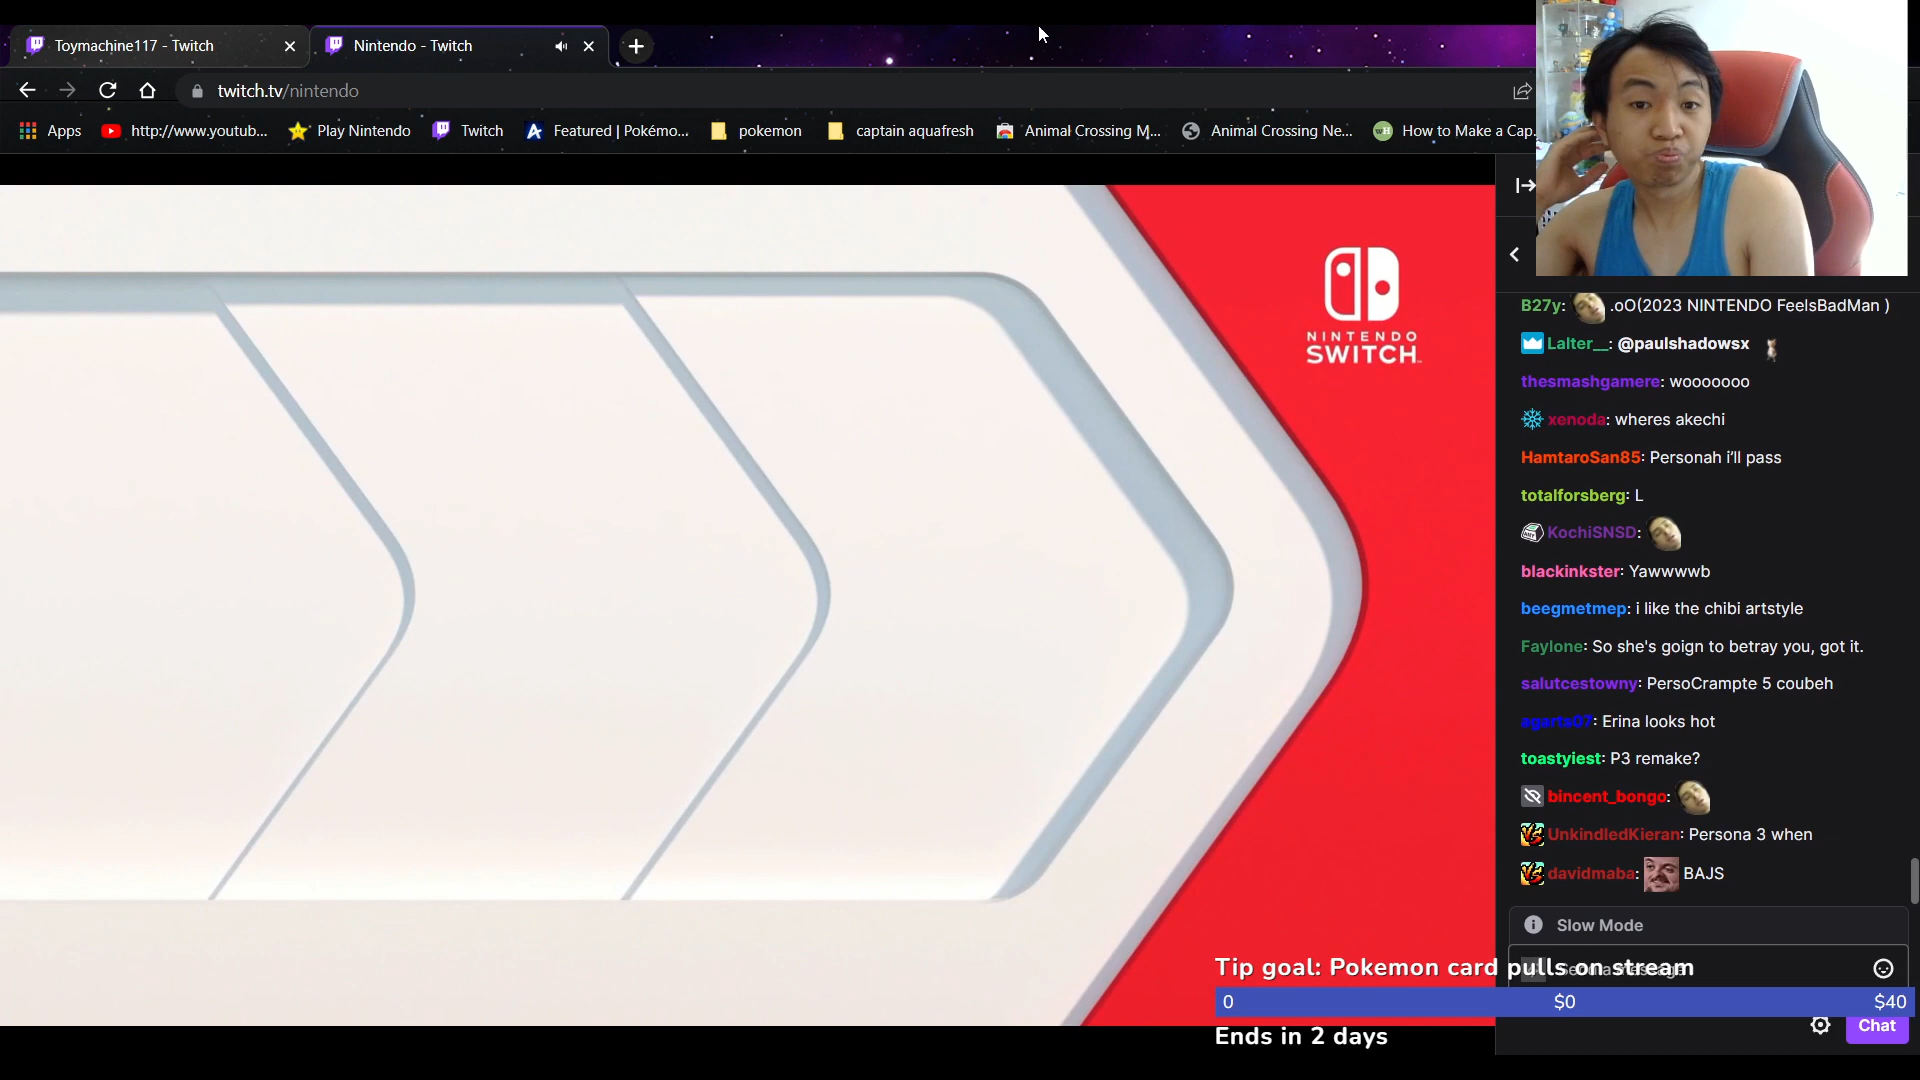 Toymachine117 - Twitch
Nintendo - Twitch
twitch.tv/nintendo
Apps
http://www.youtub...
Play Nintendo
Twitch
Featured | Pokémo...
pokemon
captain aquafresh
Animal Crossing M...
Animal Crossing Ne...
How to Make a Cap...
NINTENDO
SWITCH
B27y: .oO(2023 NINTENDO FeelsBadMan )
Lalter__: @paulshadowsx
thesmashgamere: wooooooo
xenoda: wheres akechi
HamtaroSan85: Personah i'll pass
totalforsberg: L
KochiSNSD:
blackinkster: Yawwwwb
beegmetmep: i like the chibi artstyle
Faylone: So she's goign to betray you, got it.
salutcestowny: PersoCrampte 5 coubeh
agartx07: Erina looks hot
toastyiest: P3 remake?
bincent_bongo:
UnkindledKieran: Persona 3 when
davidmaba: BAJS
Slow Mode
Tip goal: Pokemon card pulls on stream
0 $0 $40
Ends in 2 days
Chat